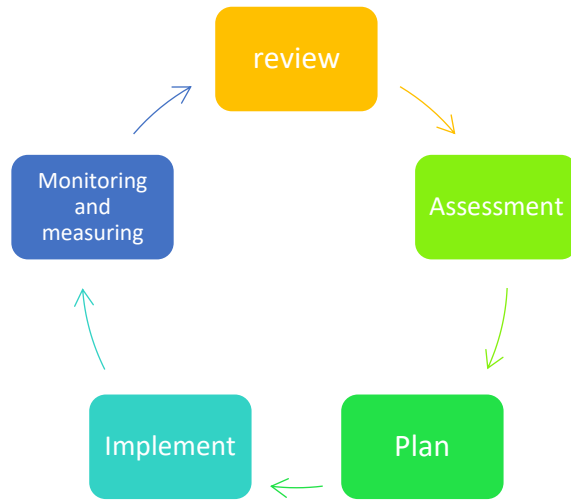 review
Assessment
Plan
Implement
Monitoring
and
measuring